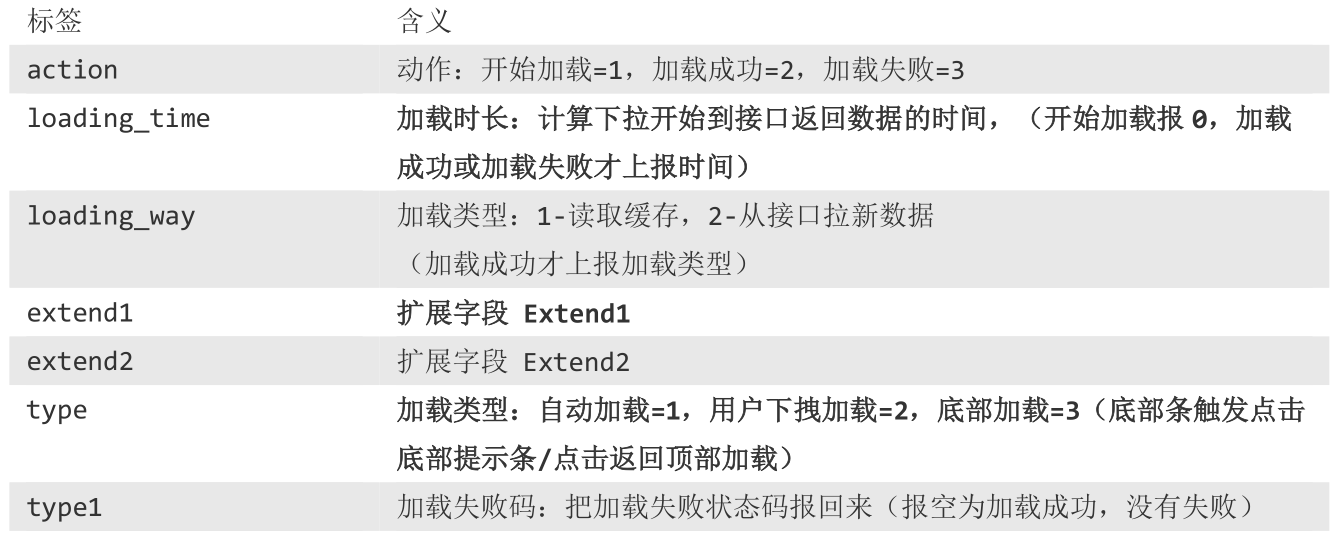 标签 含义
action 动作：开始加载=1，加载成功=2，加载失败=3
loading_time 加载时长：计算下拉开始到接口返回数据的时间，（开始加载报 0，加载
成功或加载失败才上报时间）
loading_way 加载类型：1-读取缓存，2-从接口拉新数据
（加载成功才上报加载类型）
extend1 扩展字段 Extend1
extend2 扩展字段 Extend2
type 加载类型：自动加载=1，用户下拽加载=2，底部加载=3（底部条触发点击
底部提示条/点击返回顶部加载）
type1 加载失败码：把加载失败状态码报回来（报空为加载成功，没有失败）